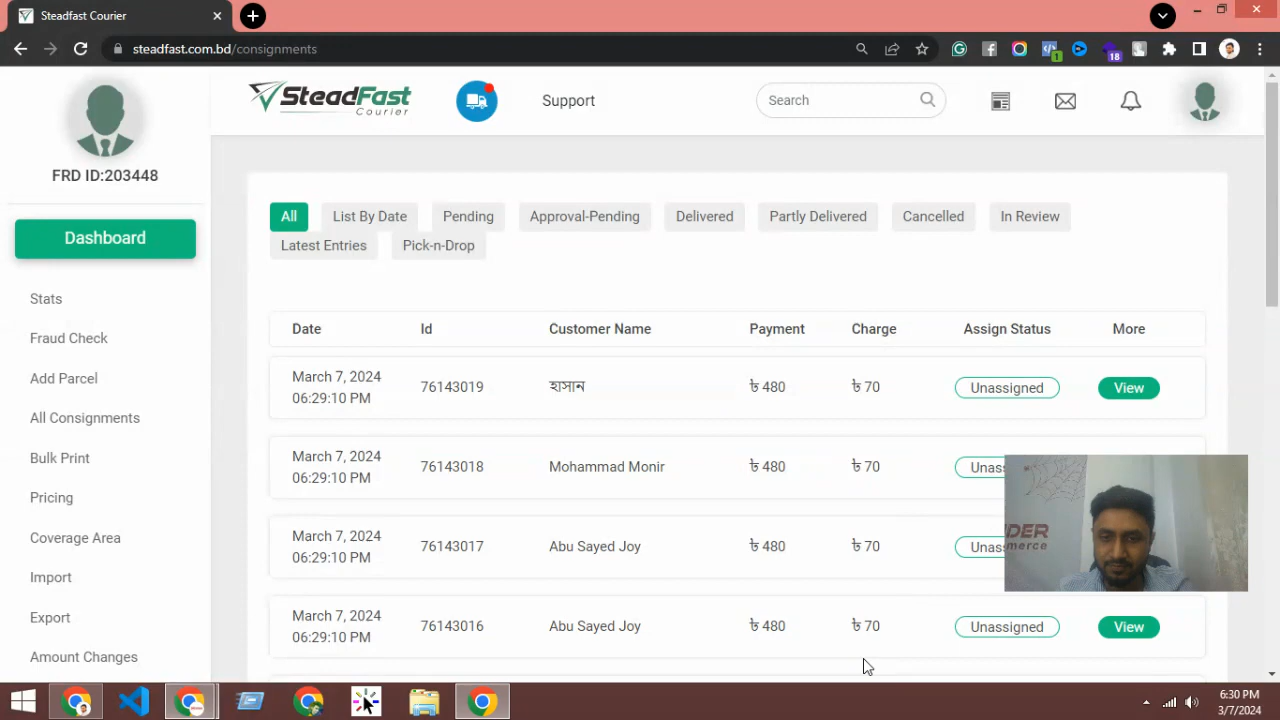 Steadfast Courier
steadfast.com.bd/consignments
1
18
FRD ID:203448
SteadFast
Courier
Support
Search
Dashboard
Stats
Fraud Check
Add Parcel
All Consignments
Bulk Print
Pricing
Coverage Area
Import
Export
Amount Changes
All
List By Date
Pending
Approval-Pending
Delivered
Partly Delivered
Cancelled
In Review
Latest Entries
Pick-n-Drop
Date Id Customer Name Payment Charge Assign Status More
March 7, 2024
06:29:10 PM
76143019 হাসান ৳ 480 ৳ 70 Unassigned View
March 7, 2024
06:29:10 PM
76143018 Mohammad Monir ৳ 480 ৳ 70 Unass
March 7, 2024
06:29:10 PM
76143017 Abu Sayed Joy ৳ 480 ৳ 70 Unas
March 7, 2024
06:29:10 PM
76143016 Abu Sayed Joy ৳ 480 ৳ 70 Unassigned View
DER
merce
6:30 PM
3/7/2024